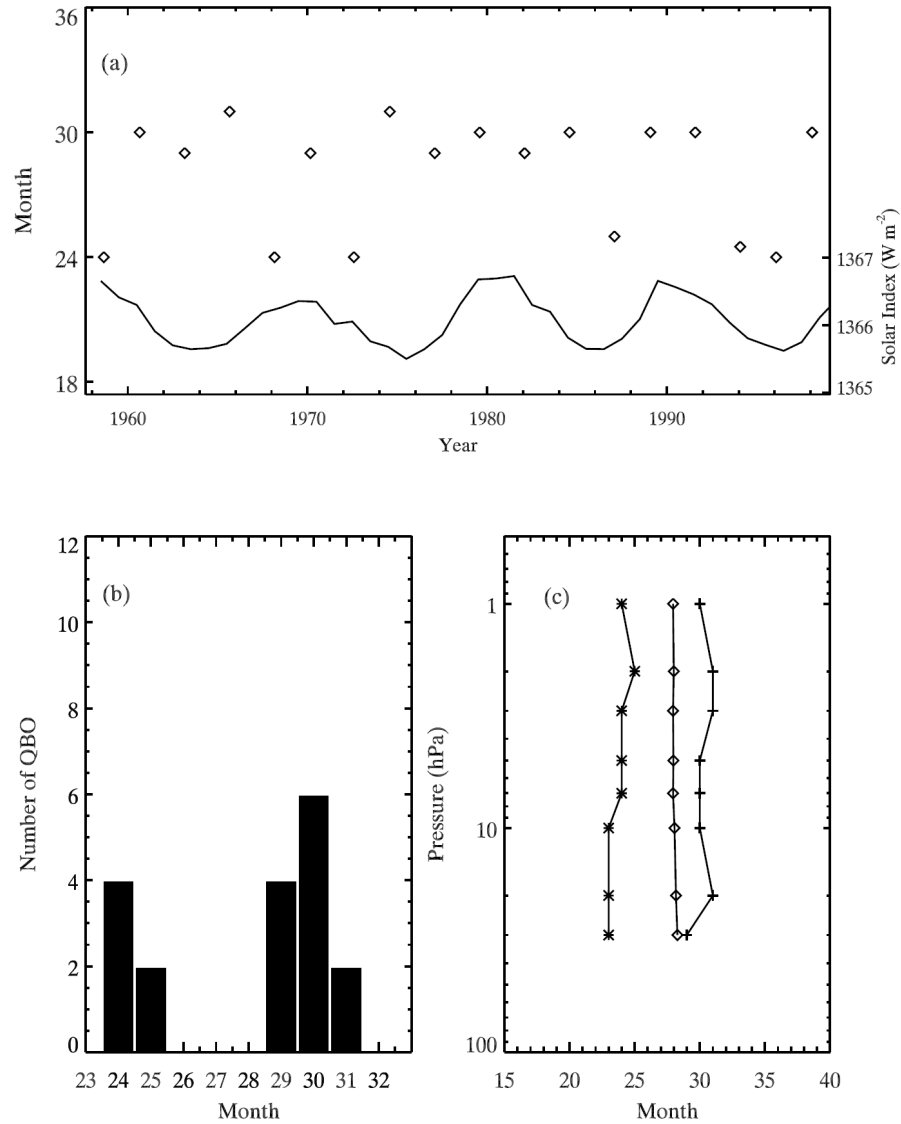 36
(a)
30
24
18
Month
1367
1366
1365
Solar Index (W m-2)
1960 1970 1980 1990
Year
12
(b)
10
8
6
4
2
0
Number of QBO
23 24 25 26 27 28 29 30 31 32
Month
(c)
1
10
100
Pressure (hPa)
15 20 25 30 35 40
Month